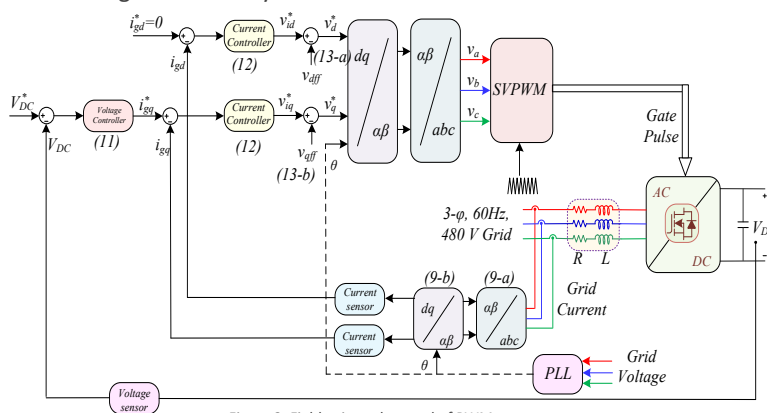 i*gd=0
Current Controller
(12)
v*id
v*d
(13-a)
vdff
igd
dq
αβ
αβ
abc
va
vb
vc
SVPWM
Gate
Pulse
V*DC
VDC
Voltage Controller
(11)
i*gq
igq
Current Controller
(12)
v*iq
v*q
vqff
(13-b)
θ
3-φ, 60Hz,
480 V Grid
R
L
AC
DC
+
-
(9-b)
(9-a)
dq
αβ
αβ
abc
Grid
Current
Current sensor
Current sensor
θ
PLL
Grid
Voltage
Voltage sensor